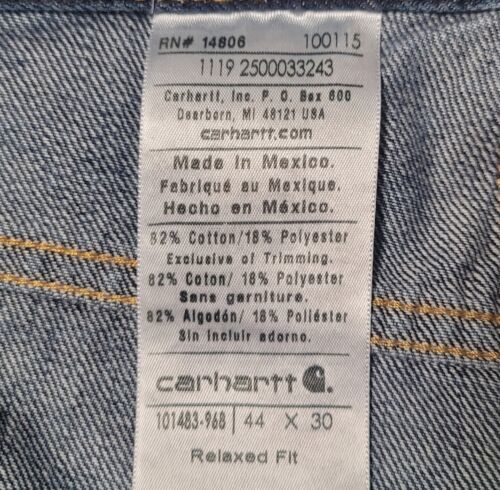 RN# 14806 100115
1119 2500033243
Carhartt, Inc. P. O. Box 600
Dearborn, MI 48121 USA
carhartt.com
Made in Mexico.
Fabriqué au Mexique.
Hecho en México.
82% Cotton/18% Polyester
Exclusive of Trimming.
82% Coton/ 18% Polyester
Sans garniture.
82% Algodón/ 18% Poliéster
Sin incluir adorno.
carhartt
101483-968 44 X 30
Relaxed Fit